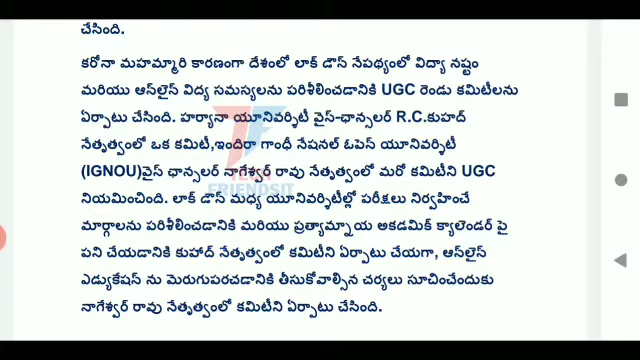 చేసింది.
కరోనా మహమ్మారి కారణంగా దేశంలో లాక్ డౌన్ నేపథ్యంలో విద్యా నష్టం
మరియు ఆన్‌లైన్ విద్య సమస్యలను పరిశీలించడానికి UGC రెండు కమిటీలను
ఏర్పాటు చేసింది. హర్యానా యూనివర్శిటీ వైస్-ఛాన్సలర్ R.C.కుహద్
నేతృత్వంలో ఒక కమిటీ,ఇందిరా గాంధీ నేషనల్ ఓపెన్ యూనివర్శిటీ
(IGNOU)వైస్ ఛాన్సలర్ నాగేశ్వర్ రావు నేతృత్వంలో మరో కమిటీని UGC
FRIENDSIT
నియమించింది. లాక్ డౌన్ మధ్య యూనివర్శిటీల్లో పరీక్షలు నిర్వహించే
మార్గాలను పరిశీలించడానికి మరియు ప్రత్యామ్నాయ అకడమిక్ క్యాలెండర్ పై
పని చేయడానికి కుహాద్ నేతృత్వంలో కమిటీని ఏర్పాటు చేయగా, ఆన్‌లైన్
ఎడ్యుకేషన్ ను మెరుగుపరచడానికి తీసుకోవాల్సిన చర్యలు సూచించేందుకు
నాగేశ్వర్ రావు నేతృత్వంలో కమిటీని ఏర్పాటు చేసింది.